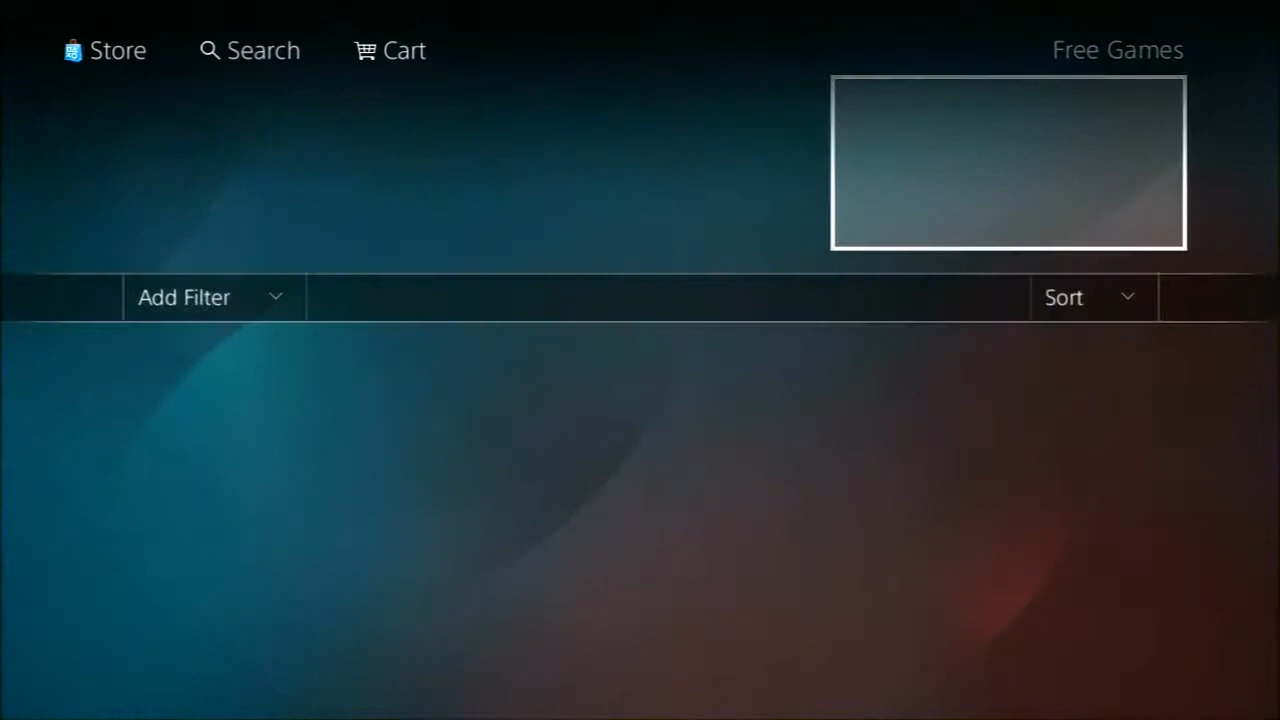 Store
Search
Cart
Free Games
Add Filter
Sort